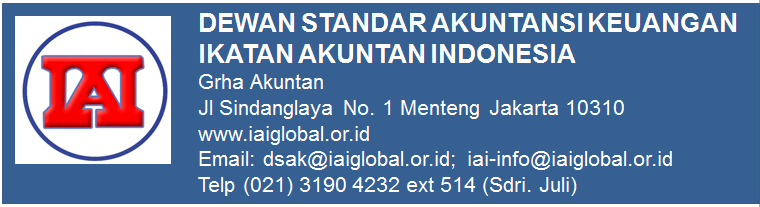 IAI
DEWAN STANDAR AKUNTANSI KEUANGAN
IKATAN AKUNTAN INDONESIA
Grha Akuntan
Jl Sindanglaya No. 1 Menteng Jakarta 10310
www.iaiglobal.or.id
Email: dsak@iaiglobal.or.id; iai-info@iaiglobal.or.id
Telp (021) 3190 4232 ext 514 (Sdri. Juli)